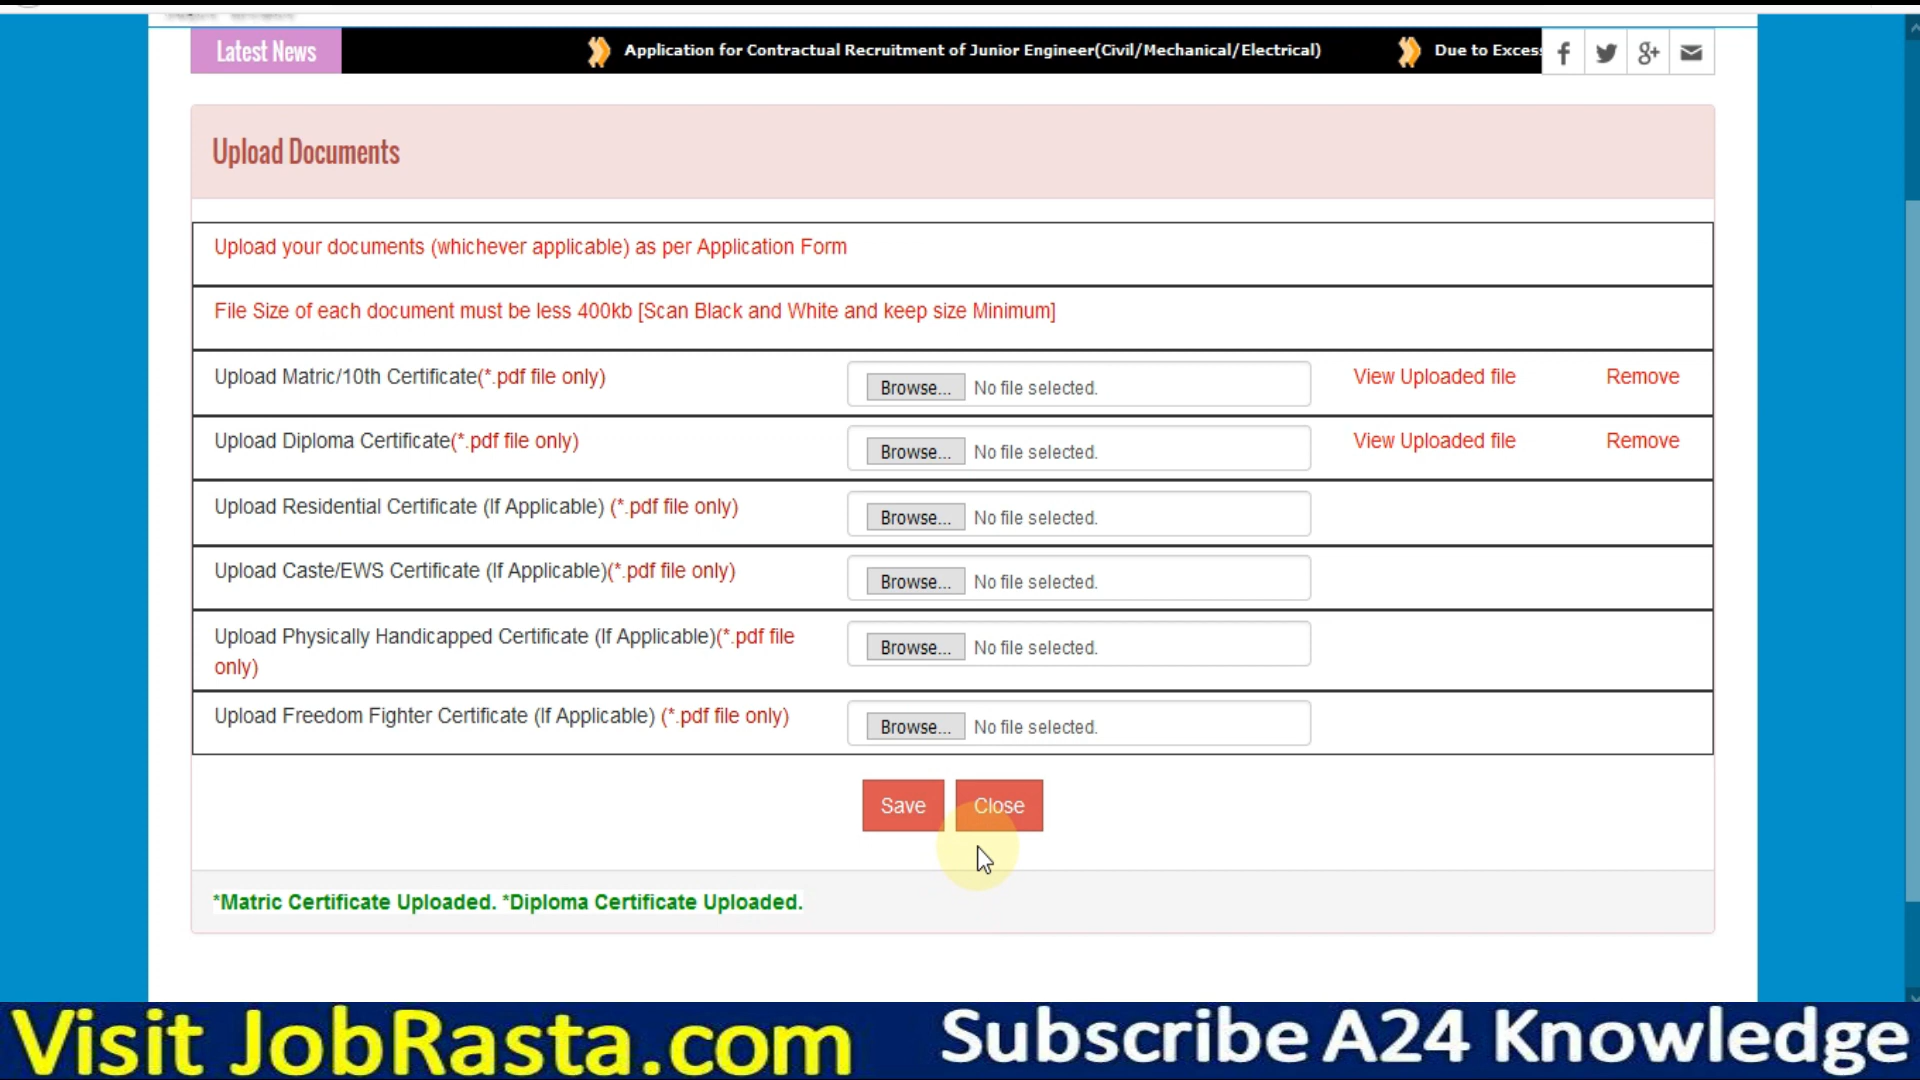 Latest News
Application for Contractual Recruitment of Junior Engineer(Civil/Mechanical/Electrical)
Due to
Upload Documents
Upload your documents (whichever applicable) as per Application Form
File Size of each document must be less 400kb [Scan Black and White and keep size Minimum]
Upload Matric/10th Certificate(*.pdf file only) Browse... No file selected. View Uploaded file Remove
Upload Diploma Certificate(*.pdf file only) Browse... No file selected. View Uploaded file Remove
Upload Residential Certificate (If Applicable) (*.pdf file only) Browse... No file selected.
Upload Caste/EWS Certificate (If Applicable)(*.pdf file only) Browse... No file selected.
Upload Physically Handicapped Certificate (If Applicable)(*.pdf file
only)
Browse... No file selected.
Upload Freedom Fighter Certificate (If Applicable) (*.pdf file only) Browse... No file selected.
Save Close
*Matric Certificate Uploaded. *Diploma Certificate Uploaded.
Visit JobRasta.com Subscribe A24 Knowledge